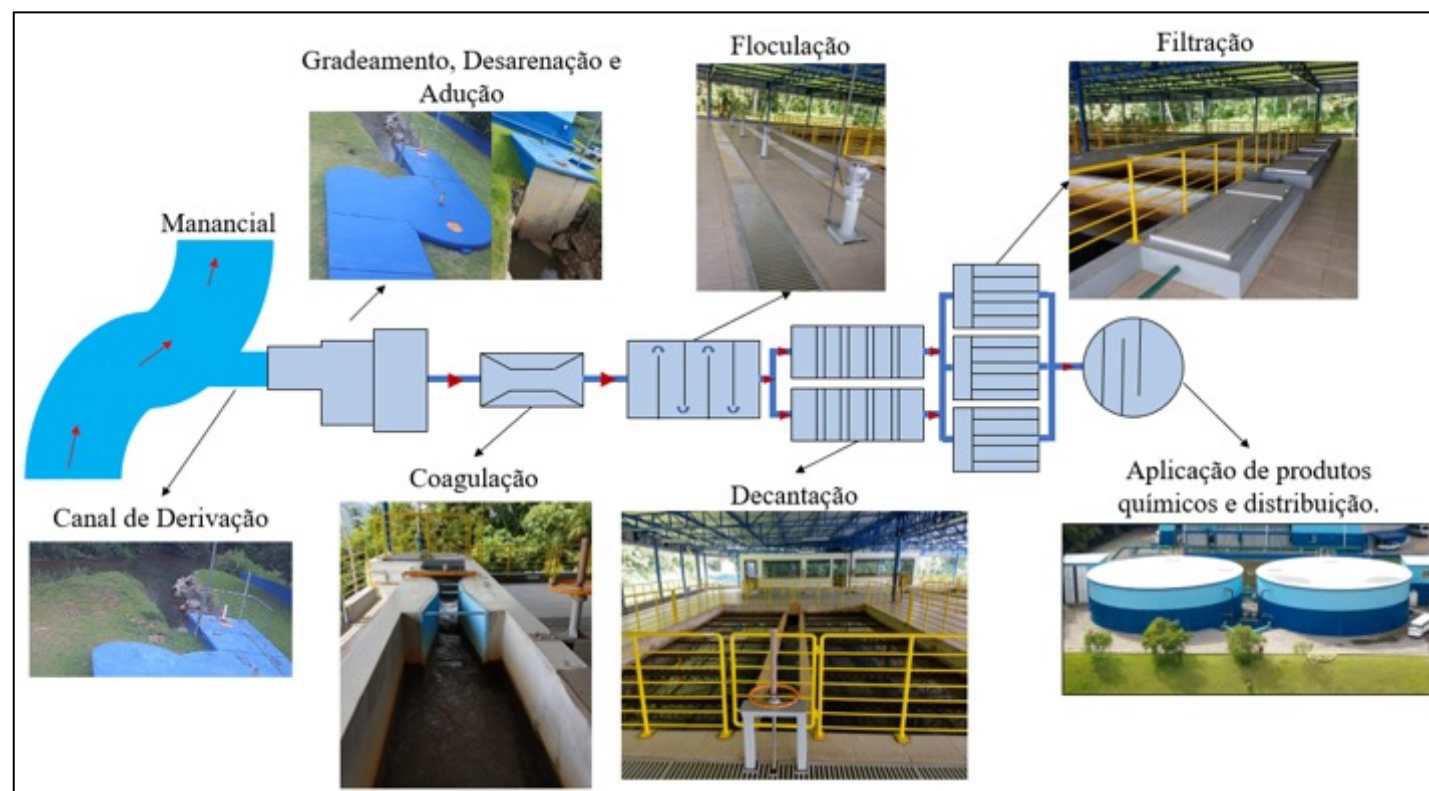 Gradeamento, Desarenação e
Adução
Floculação
Filtração
Manancial
Canal de Derivação
Coagulação
Decantação
Aplicação de produtos
químicos e distribuição.